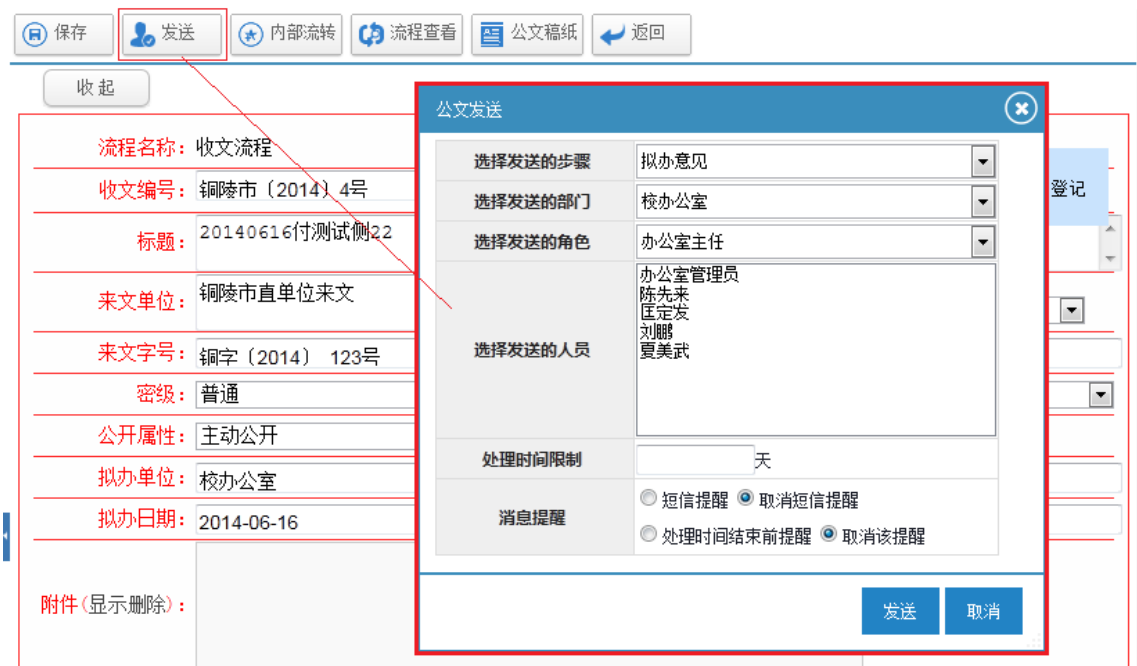 保存 发送 内部流转 流程查看 公文稿纸 返回
收起
流程名称：收文流程
收文编号：铜陵市〔2014〕4号
标题：20140616付测试侧22
来文单位：铜陵市直单位来文
来文字号：铜字〔2014〕 123号
密级：普通
公开属性：主动公开
拟办单位：校办公室
拟办日期：2014-06-16
附件(显示删除)：
登记
公文发送
选择发送的步骤 拟办意见
选择发送的部门 校办公室
选择发送的角色 办公室主任
选择发送的人员
办公室管理员
陈先来
匡定发
刘鹏
夏美武
处理时间限制 天
消息提醒
短信提醒 取消短信提醒
处理时间结束前提醒 取消该提醒
发送 取消